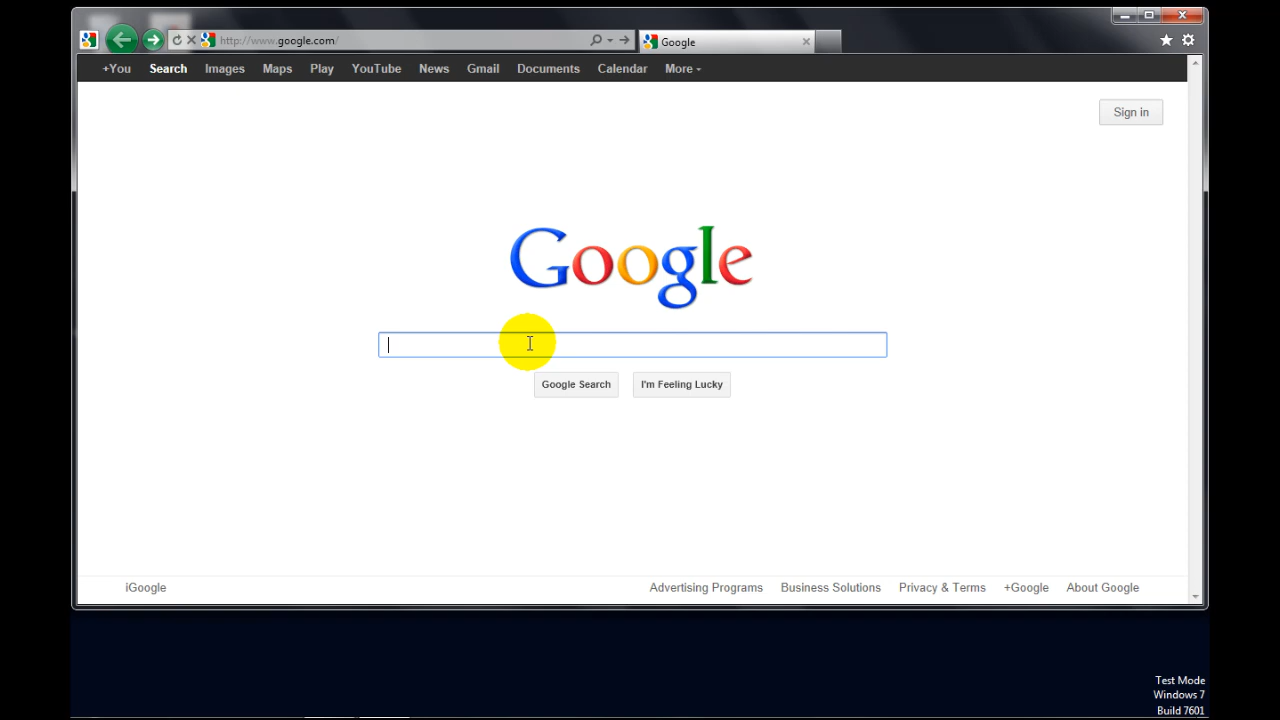 http://www.google.com/
Google
+You Search Images Maps Play YouTube News Gmail Documents Calendar More
Sign in
Google
Google Search I'm Feeling Lucky
iGoogle Advertising Programs Business Solutions Privacy & Terms +Google About Google
Test Mode
Windows 7
Build 7601